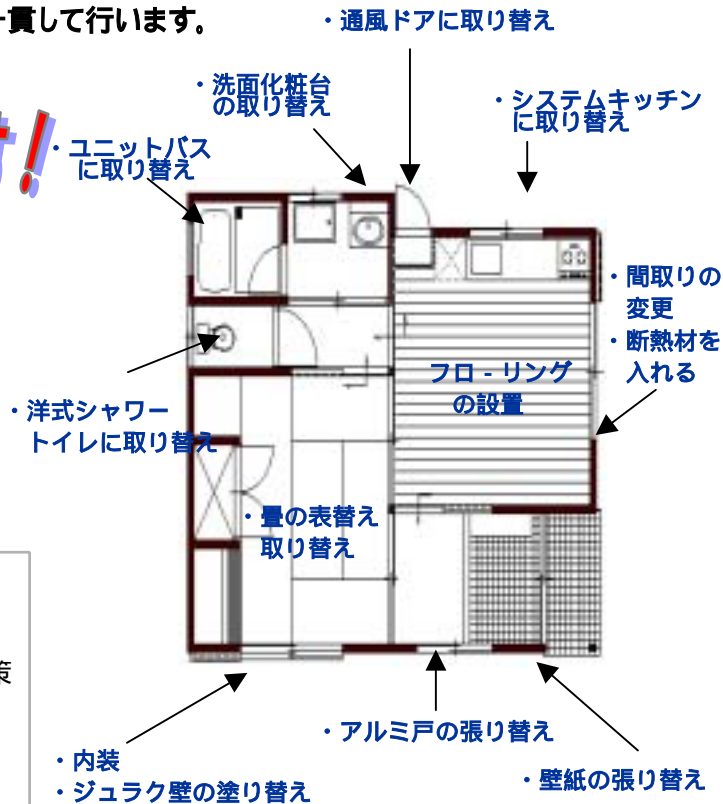 一貫して行います。
・通風ドアに取り替え
・洗面化粧台
の取り替え
・システムキッチン
に取り替え
!
・ユニットバス
に取り替え
・間取りの
変更
・断熱材を
入れる
フロ - リング
の設置
・洋式シャワー
トイレに取り替え
・畳の表替え
取り替え
・アルミ戸の張り替え
・内装
・ジュラク壁の塗り替え
・壁紙の張り替え